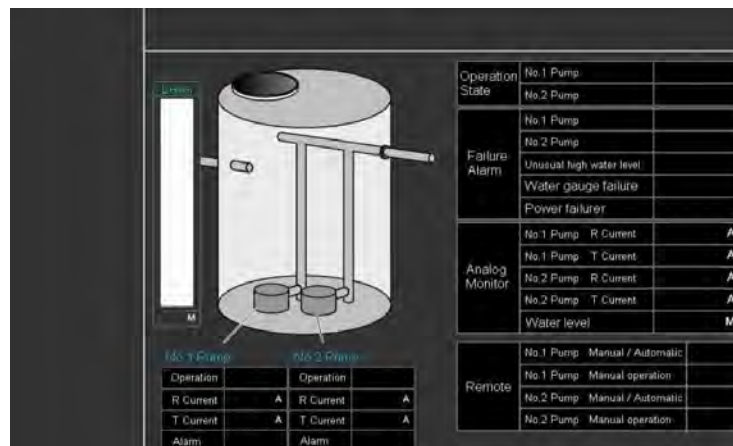 M
No.1 Pump
No.2 Pump
Operation
Operation
R Current A
R Current A
T Current A
T Current A
Alarm
Alarm
Operation State
No.1 Pump
No.2 Pump
Failure Alarm
No.1 Pump
No.2 Pump
Unusual high water level
Water gauge failure
Power failurer
Analog Monitor
No.1 Pump R Current A
No.1 Pump T Current A
No.2 Pump R Current A
No.2 Pump T Current A
Water level M
Remote
No.1 Pump Manual / Automatic
No.1 Pump Manual operation
No.2 Pump Manual / Automatic
No.2 Pump Manual operation